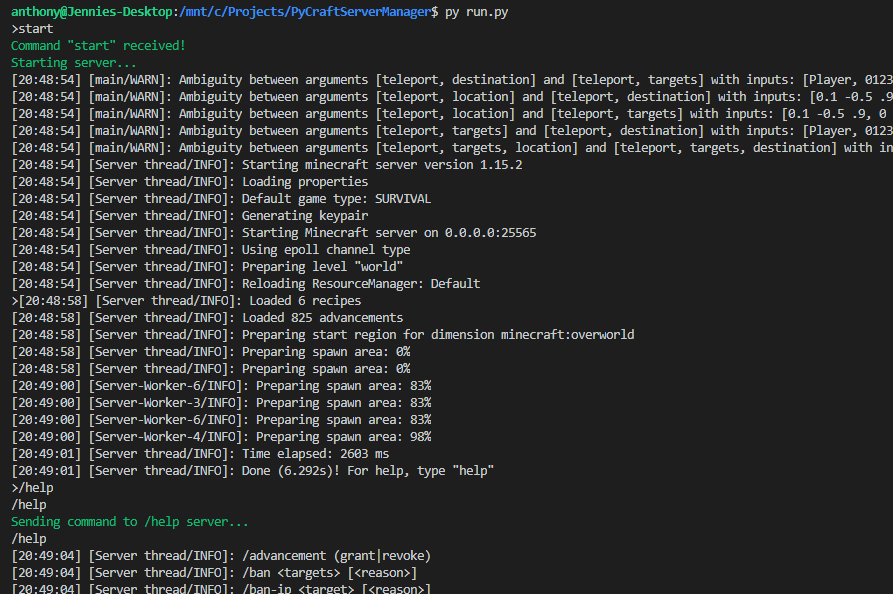 anthony@Jennies-Desktop:/mnt/c/Projects/PyCraftServerManager$ py run.py
>start
Command "start" received!
Starting server...
[20:48:54] [main/WARN]: Ambiguity between arguments [teleport, destination] and [teleport, targets] with inputs: [Player, 0123
[20:48:54] [main/WARN]: Ambiguity between arguments [teleport, location] and [teleport, destination] with inputs: [0.1 -0.5 .9
[20:48:54] [main/WARN]: Ambiguity between arguments [teleport, location] and [teleport, targets] with inputs: [0.1 -0.5 .9, 0
[20:48:54] [main/WARN]: Ambiguity between arguments [teleport, targets] and [teleport, destination] with inputs: [Player, 0123
[20:48:54] [main/WARN]: Ambiguity between arguments [teleport, targets, location] and [teleport, targets, destination] with in
[20:48:54] [Server thread/INFO]: Starting minecraft server version 1.15.2
[20:48:54] [Server thread/INFO]: Loading properties
[20:48:54] [Server thread/INFO]: Default game type: SURVIVAL
[20:48:54] [Server thread/INFO]: Generating keypair
[20:48:54] [Server thread/INFO]: Starting Minecraft server on 0.0.0.0:25565
[20:48:54] [Server thread/INFO]: Using epoll channel type
[20:48:54] [Server thread/INFO]: Preparing level "world"
[20:48:54] [Server thread/INFO]: Reloading ResourceManager: Default
>[20:48:58] [Server thread/INFO]: Loaded 6 recipes
[20:48:58] [Server thread/INFO]: Loaded 825 advancements
[20:48:58] [Server thread/INFO]: Preparing start region for dimension minecraft:overworld
[20:48:58] [Server thread/INFO]: Preparing spawn area: 0%
[20:48:58] [Server thread/INFO]: Preparing spawn area: 0%
[20:49:00] [Server-Worker-6/INFO]: Preparing spawn area: 83%
[20:49:00] [Server-Worker-3/INFO]: Preparing spawn area: 83%
[20:49:00] [Server-Worker-6/INFO]: Preparing spawn area: 83%
[20:49:00] [Server-Worker-4/INFO]: Preparing spawn area: 98%
[20:49:01] [Server thread/INFO]: Time elapsed: 2603 ms
[20:49:01] [Server thread/INFO]: Done (6.292s)! For help, type "help"
>/help
/help
Sending command to /help server...
/help
[20:49:04] [Server thread/INFO]: /advancement (grant|revoke)
[20:49:04] [Server thread/INFO]: /ban <targets> [<reason>]
[20:49:04] [Server thread/INFO]: /ban-ip <target> [<reason>]